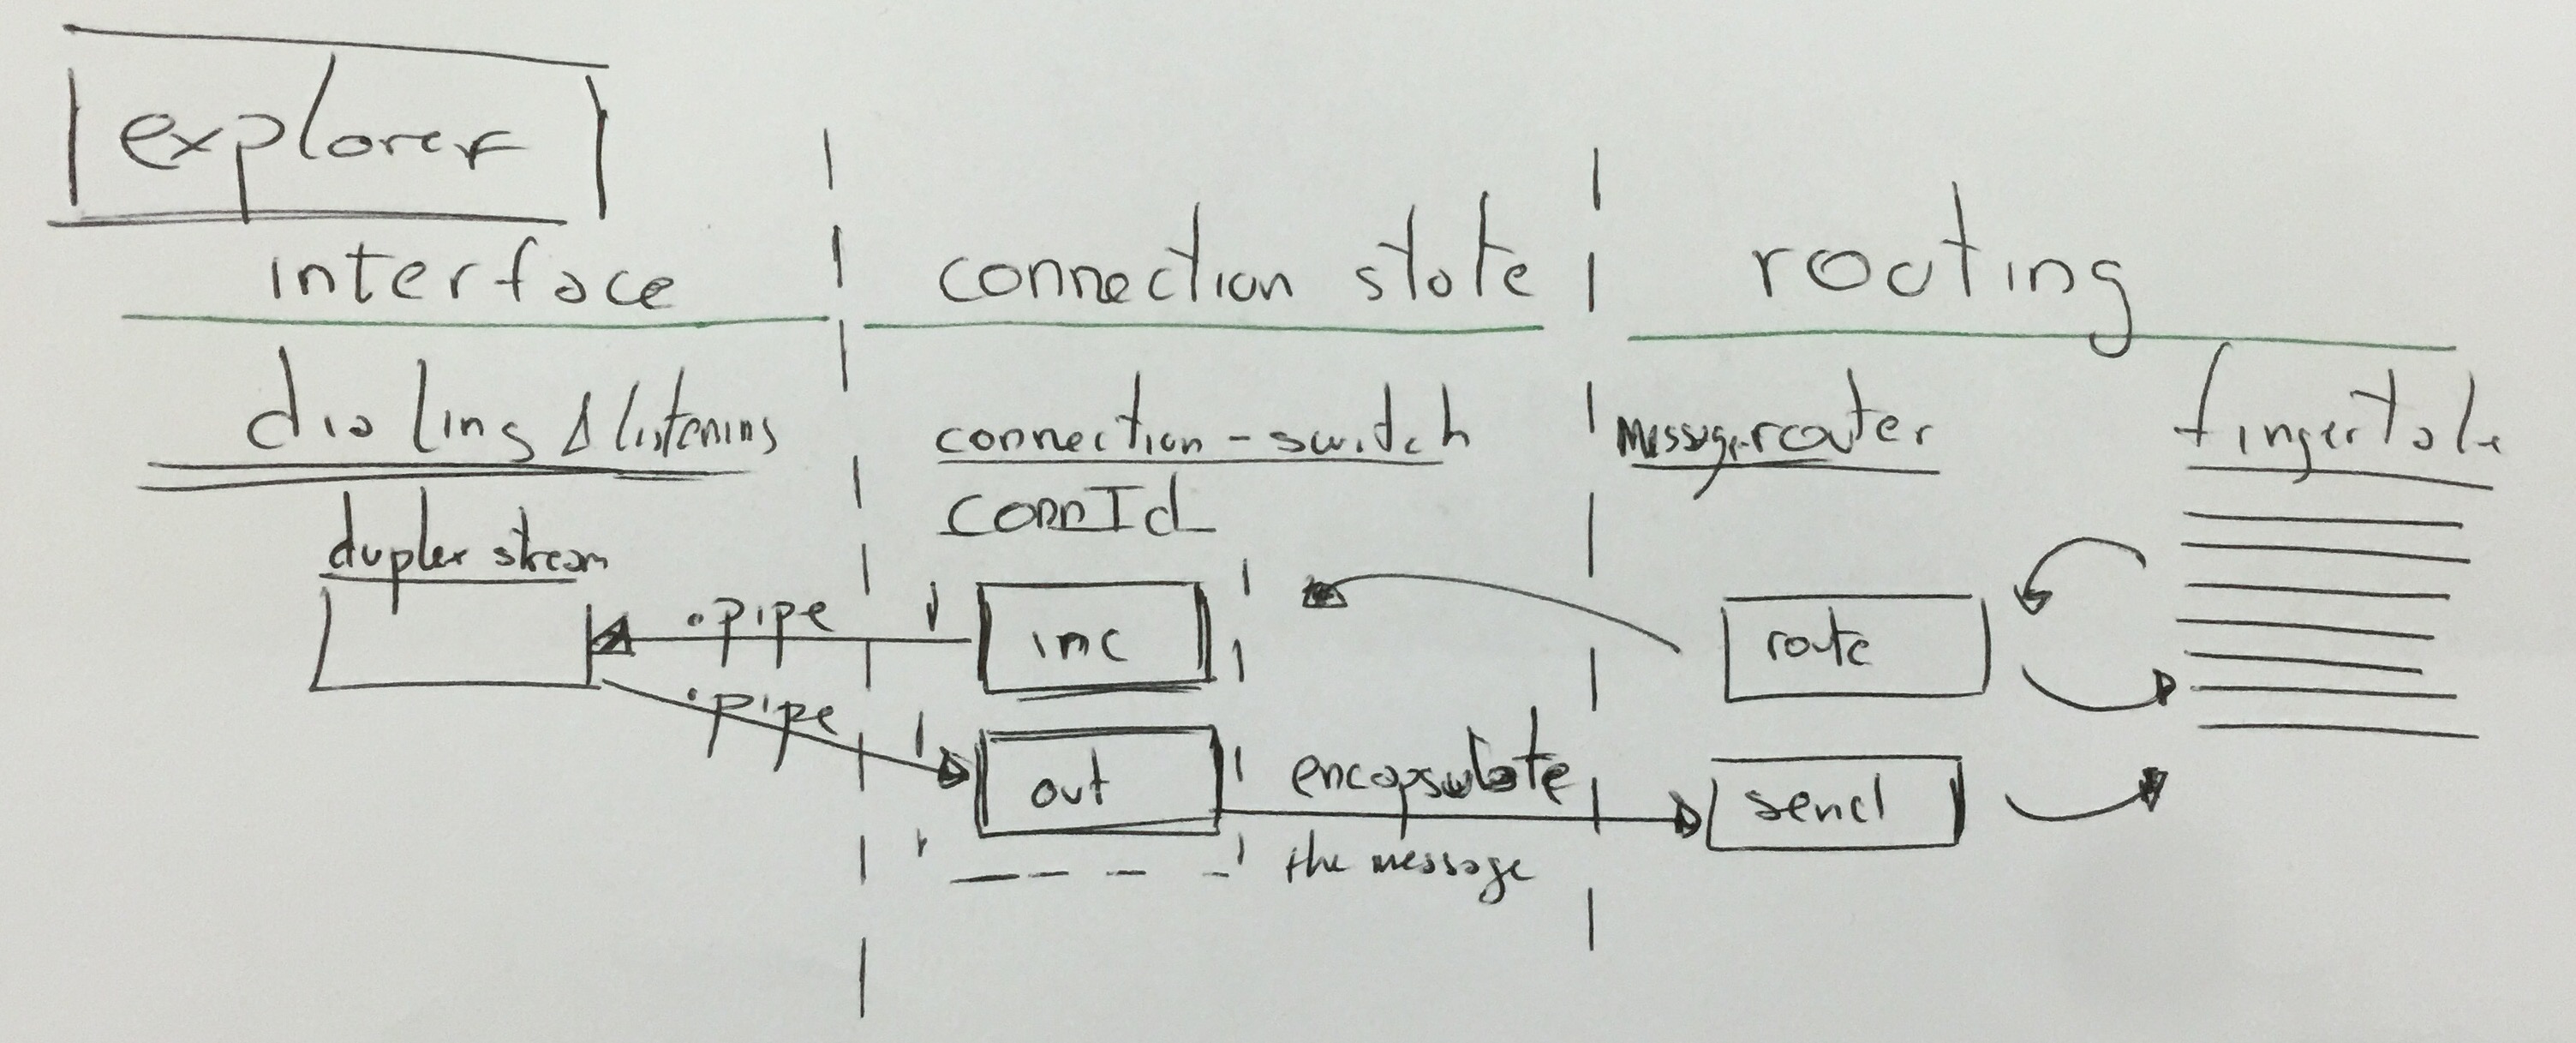 explorer
interface
connection state
routing
dialing & listening
connection-switch
message-router
fingertable
duplex stream
connId
.pipe
inc
route
.pipe
out
encapsulate
send
the message